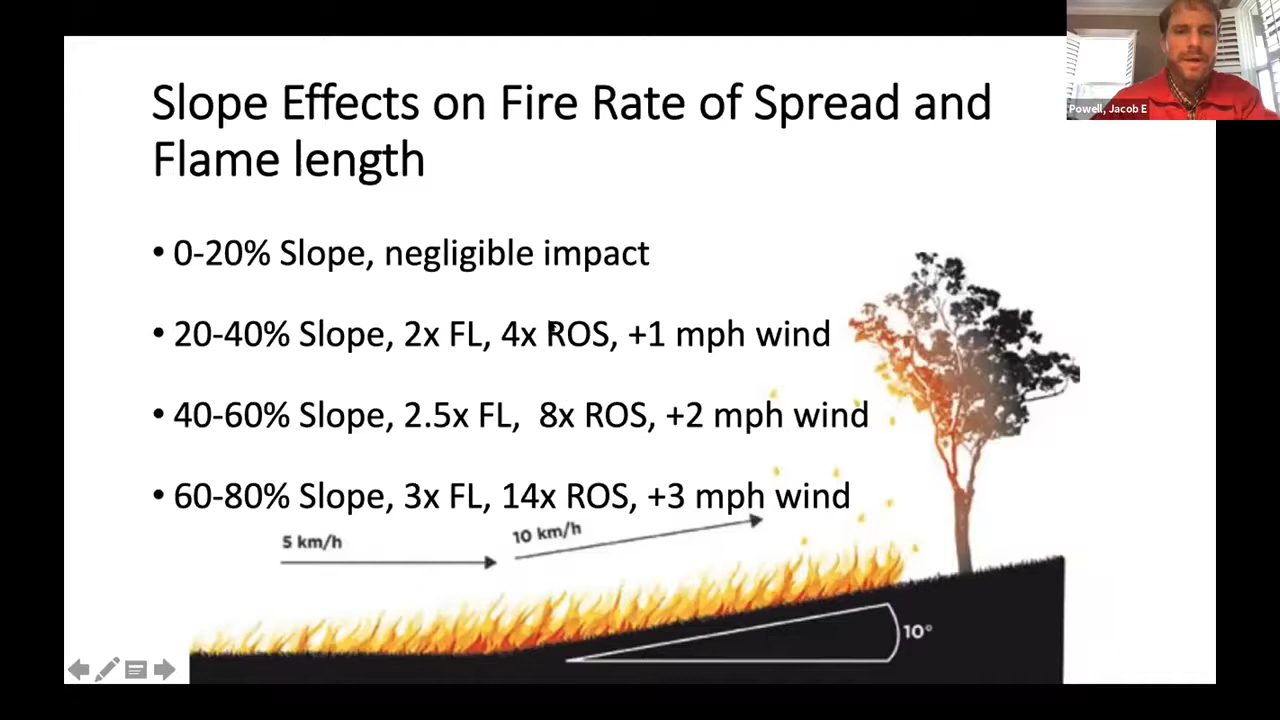 Powell, Jacob E
Slope Effects on Fire Rate of Spread and
Flame length
• 0-20% Slope, negligible impact
• 20-40% Slope, 2x FL, 4x ROS, +1 mph wind
• 40-60% Slope, 2.5x FL,  8x ROS, +2 mph wind
• 60-80% Slope, 3x FL, 14x ROS, +3 mph wind
5 km/h
10 km/h
10°